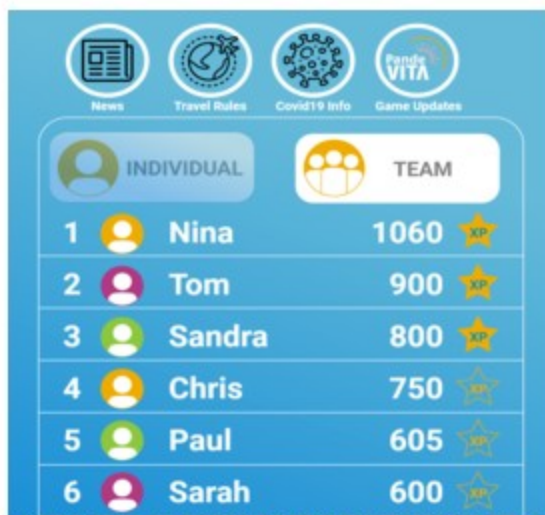 Pande
VITA
News Travel Rules Covid19 Info Game Updates
INDIVIDUAL TEAM
1 Nina 1060 XP
2 Tom 900 XP
3 Sandra 800 XP
4 Chris 750 XP
5 Paul 605 XP
6 Sarah 600 XP